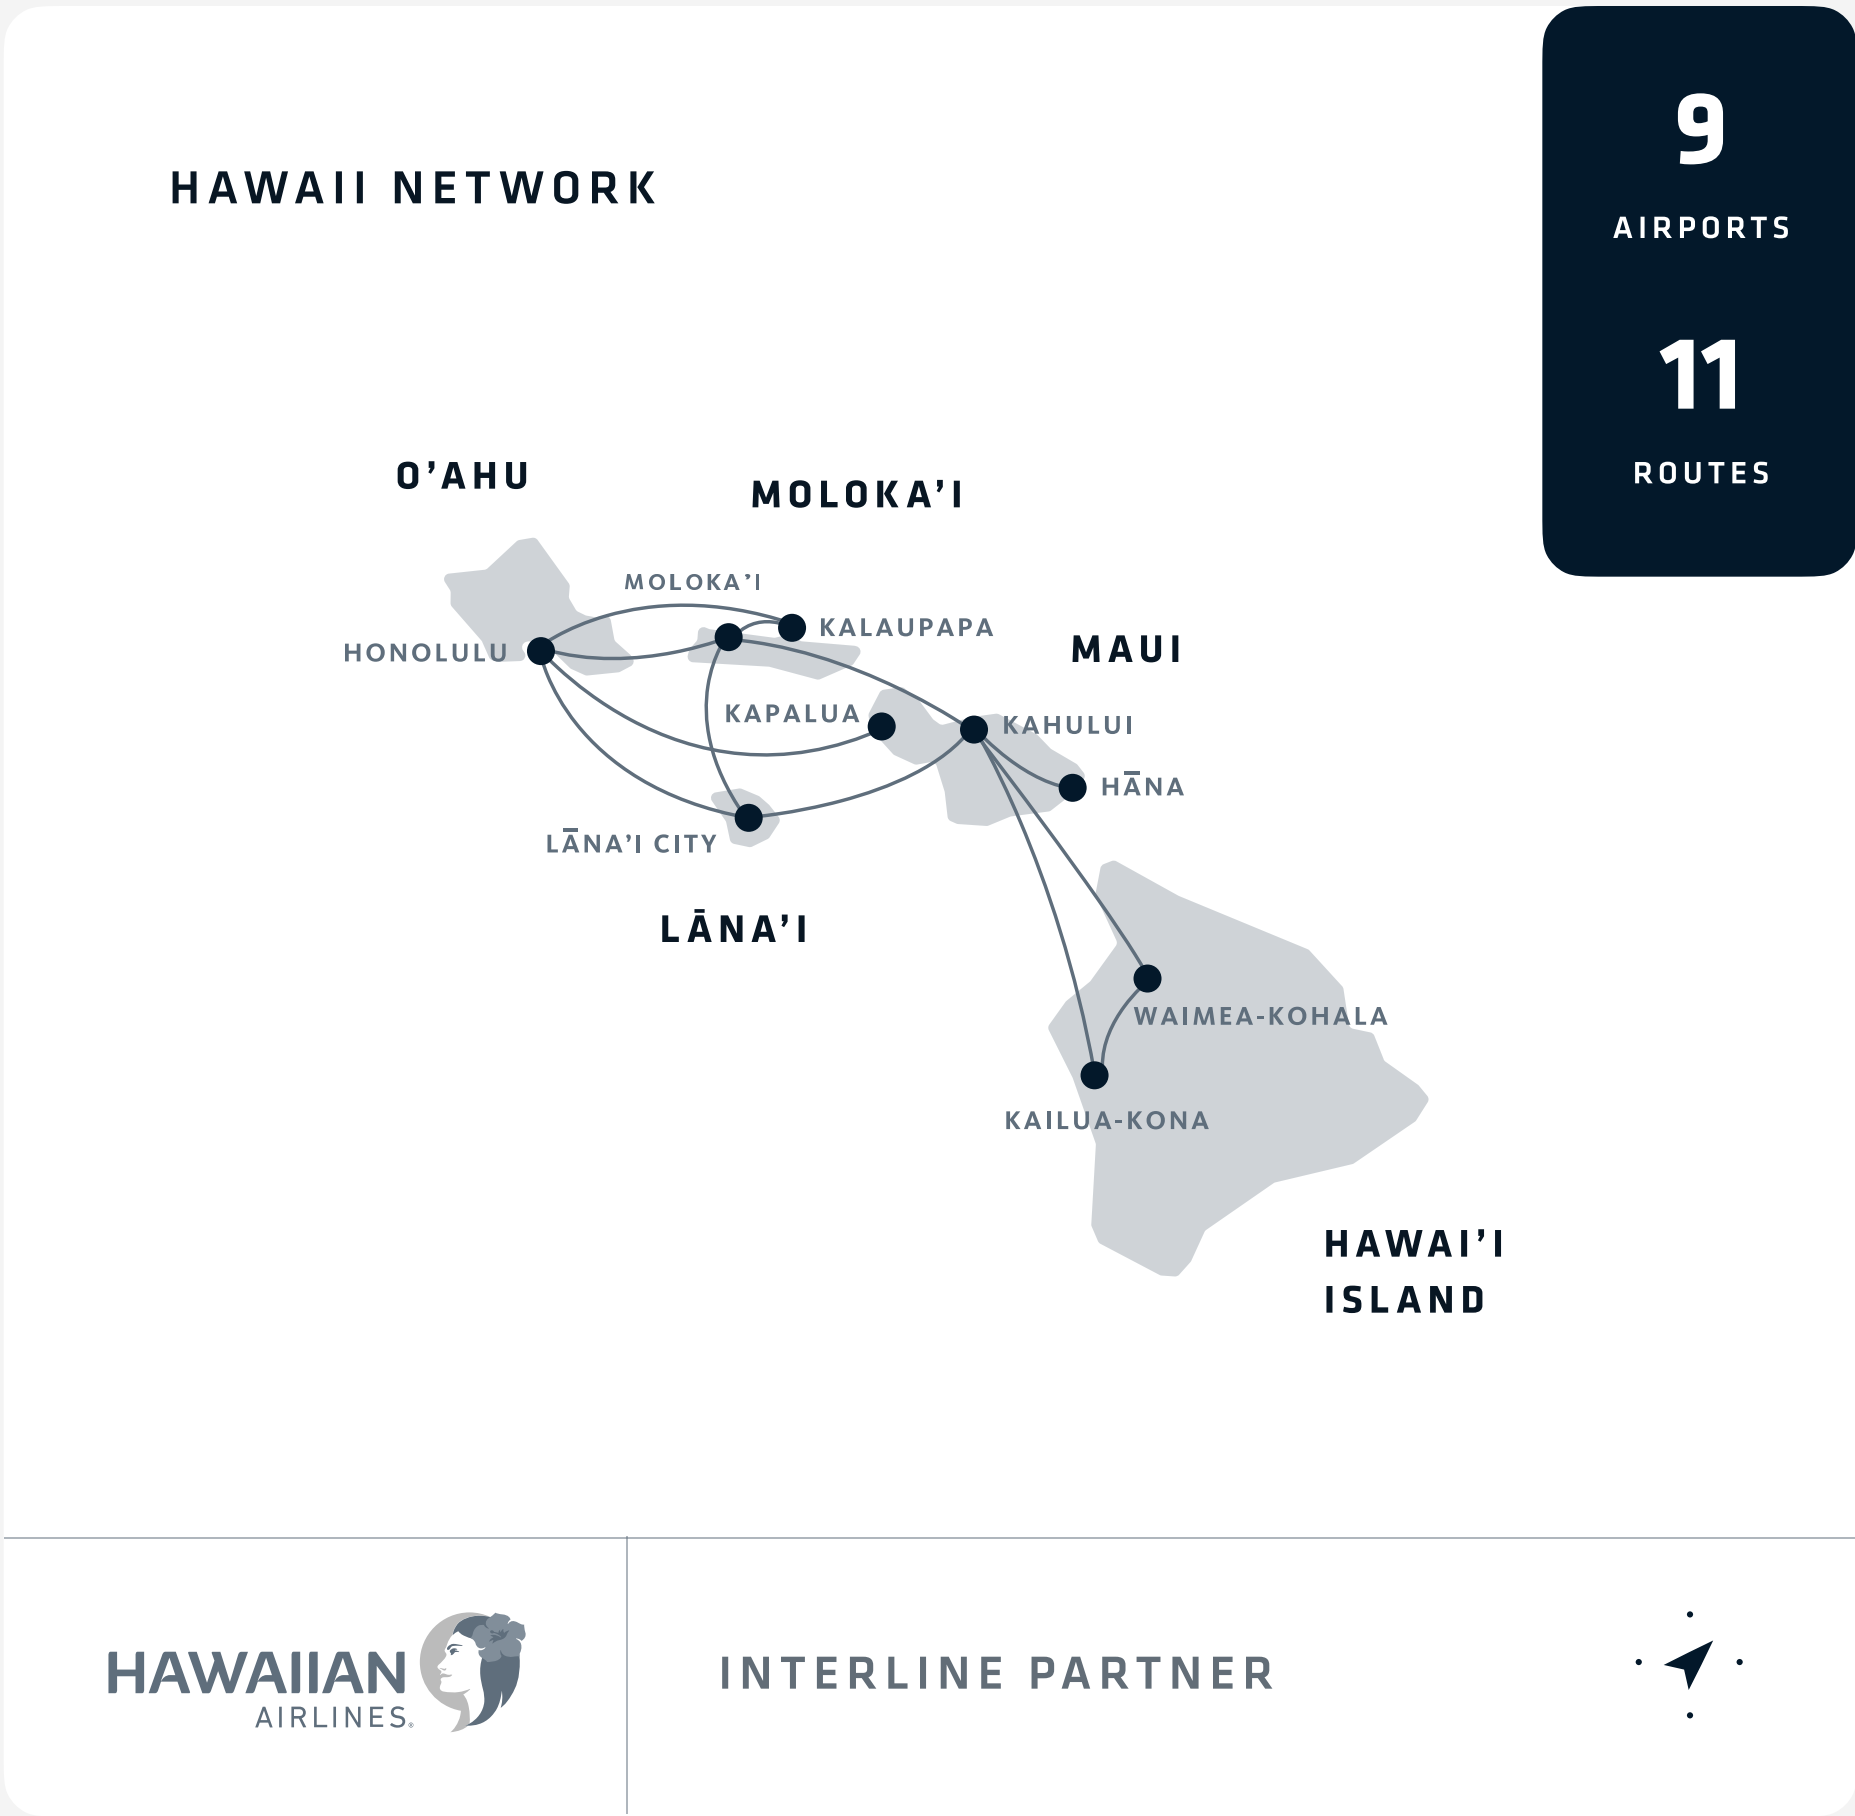 9
AIRPORTS
HAWAII NETWORK
11
ROUTES
O’AHU
MOLOKA’I
MOLOKA’I
KALAUPAPA
HONOLULU
MAUI
KAPALUA
KAHULUI
HĀNA
LĀNA’I CITY
LĀNA’I
WAIMEA-KOHALA
KAILUA-KONA
HAWAI’I
ISLAND
HAWAIIAN
AIRLINES®
INTERLINE PARTNER